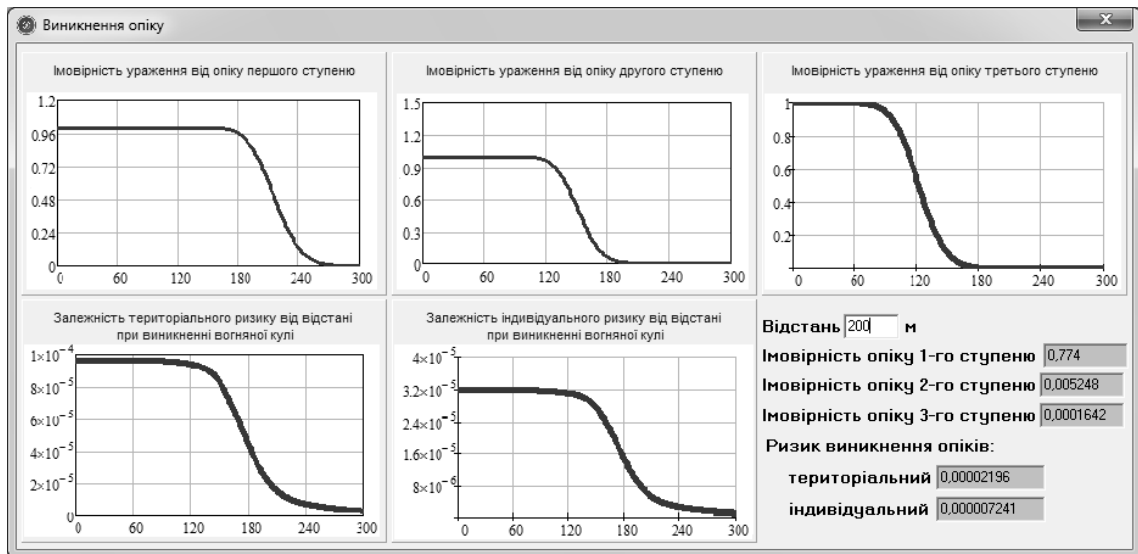 Виникнення опіку
Імовірність ураження від опіку першого ступеню
1.2
0.96
0.72
0.48
0.24
0
0 60 120 180 240 300
Імовірність ураження від опіку другого ступеню
1.5
1.2
0.9
0.6
0.3
0
0 60 120 180 240 300
Імовірність ураження від опіку третього ступеню
1
0.8
0.6
0.4
0.2
0 60 120 180 240 300
Залежність територіального ризику від відстані
при виникненні вогняної кулі
1×10⁻⁴
8×10⁻⁵
6×10⁻⁵
4×10⁻⁵
2×10⁻⁵
0
0 60 120 180 240 300
Залежність індивідуального ризику від відстані
при виникненні вогняної кулі
4×10⁻⁵
3.2×10⁻⁵
2.4×10⁻⁵
1.6×10⁻⁵
8×10⁻⁶
0 60 120 180 240 300
Відстань 200 м
Імовірність опіку 1-го ступеню 0,774
Імовірність опіку 2-го ступеню 0,005248
Імовірність опіку 3-го ступеню 0,0001642
Ризик виникнення опіків:
територіальний 0,00002196
індивідуальний 0,000007241